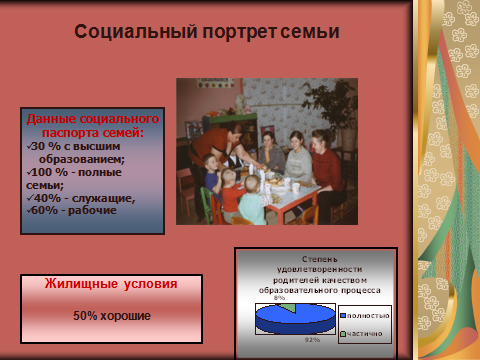 Социальный портрет семьи
Данные социального
паспорта семей:
30 % с высшим
образованием;
100 % - полные
семьи;
40% - служащие,
60% - рабочие
Жилищные условия
50% хорошие
Степень
удовлетворенности
родителей качеством
образовательного процесса
8%
92%
полностью
частично